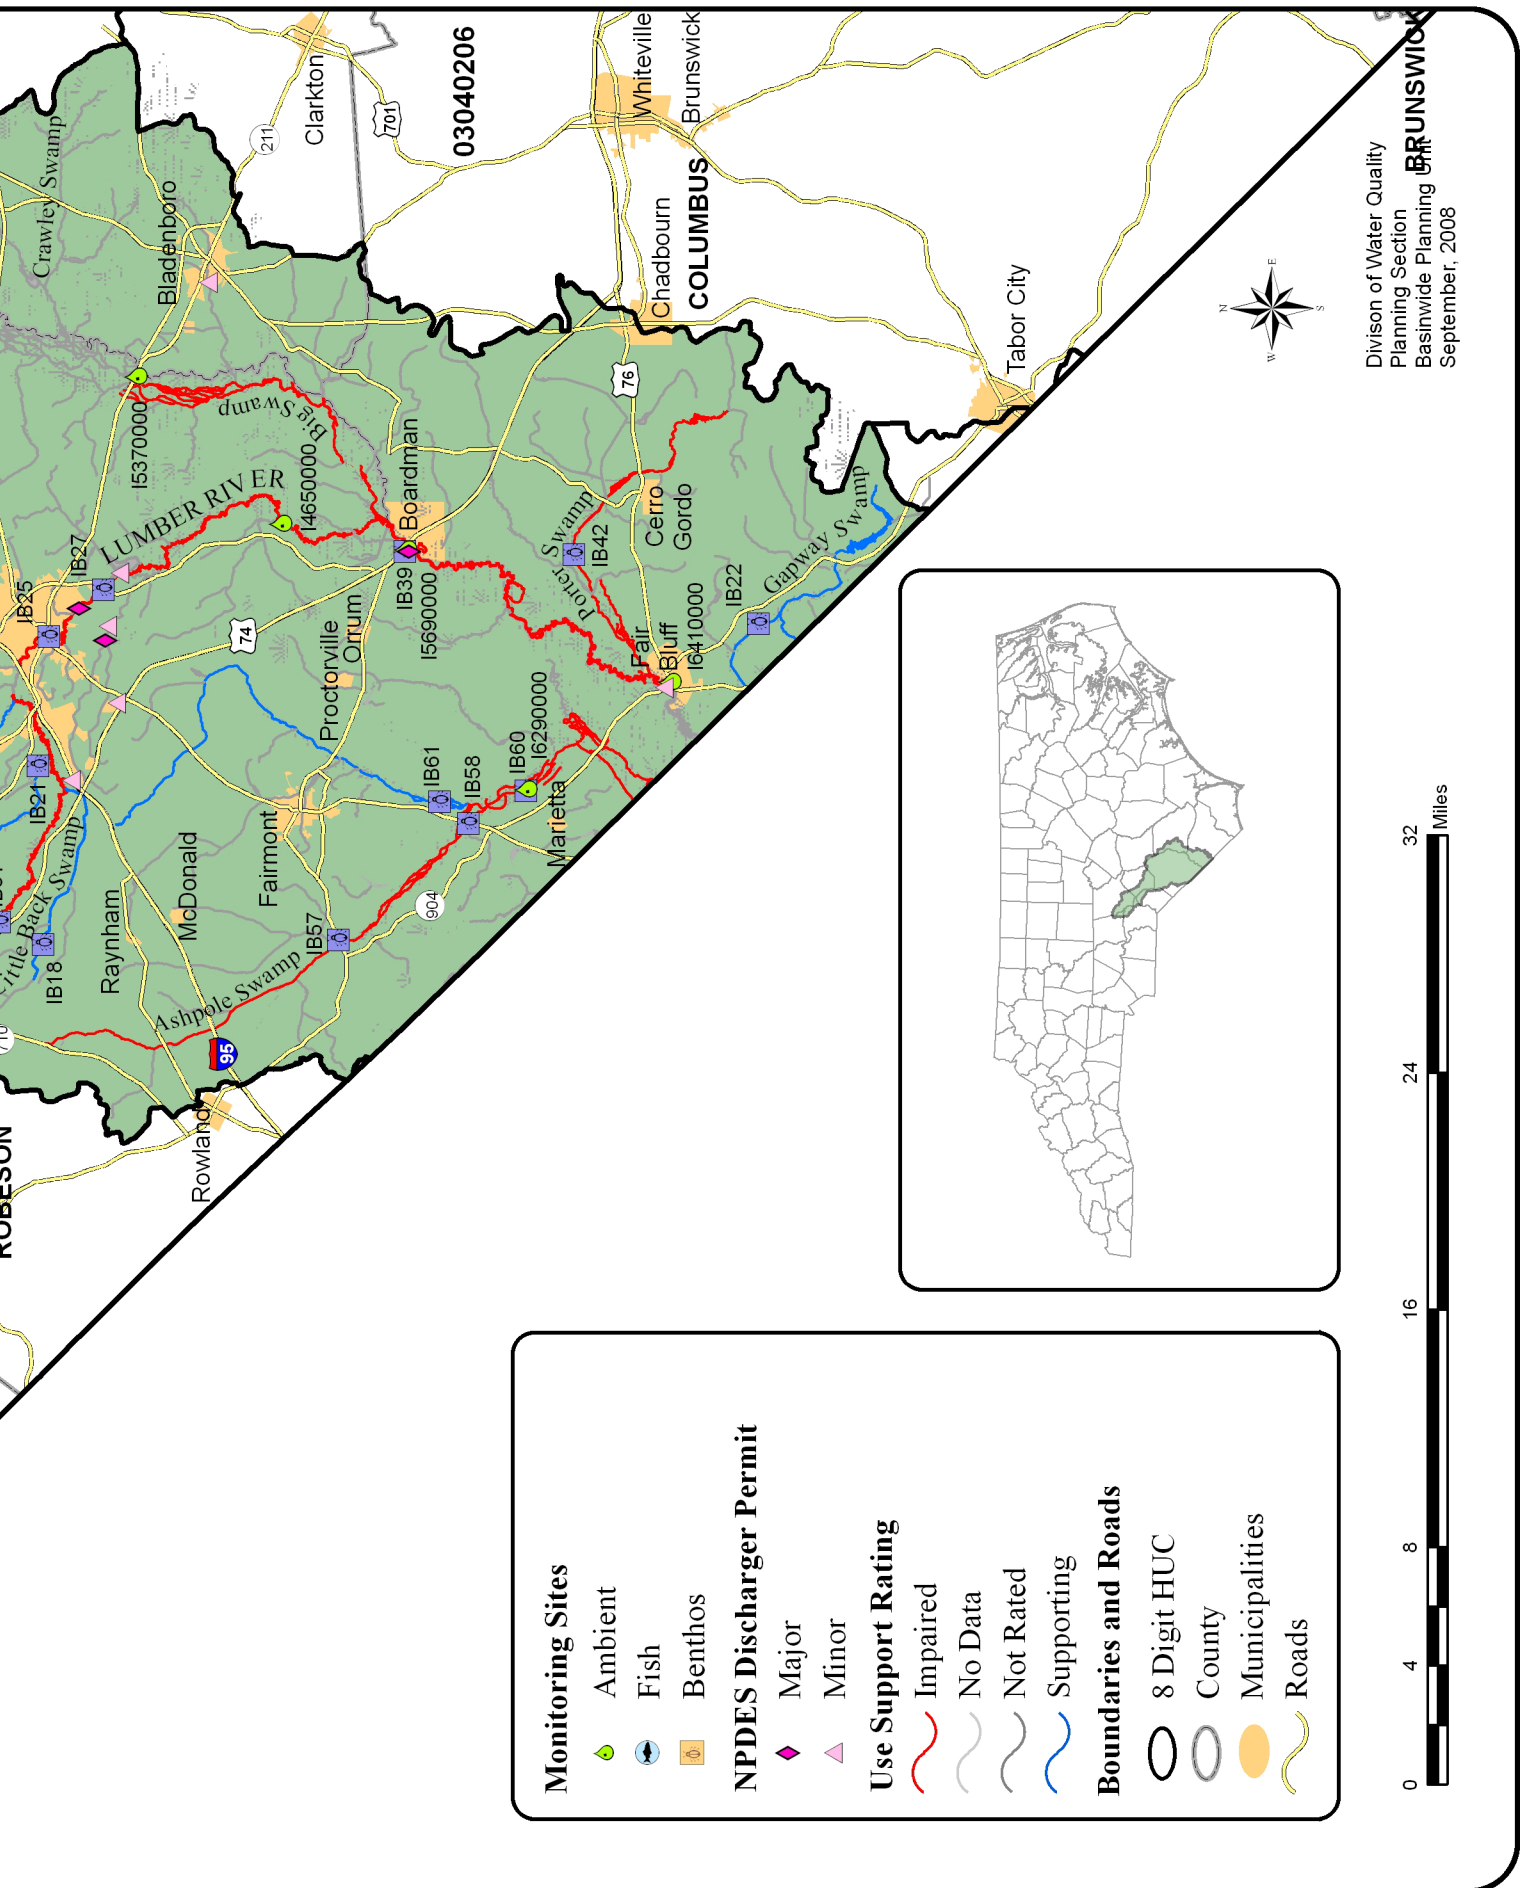 Crawley Swamp
Clarkton
211
701
03040206
Whiteville
Brunswick
BRUNSWICK
Bladenboro
Chadbourn
COLUMBUS
76
Tabor City
I5370000
Big Swamp
LUMBER RIVER
I4650000
Boardman
IB39
I5690000
IB25
IB27
74
Orrum
Proctorville
Porter Swamp
IB42
Cerro
Gordo
Fair
Bluff
I6410000
IB22
Gapway Swamp
IB21
Little Back Swamp
IB18
Raynham
McDonald
Fairmont
IB61
IB58
IB60
I6290000
Marietta
904
IB57
Ashpole Swamp
95
Rowland
710
ROBESON
N
E
S
W
Divison of Water Quality
Planning Section
Basinwide Planning Unit
September, 2008
Monitoring Sites
Ambient
Fish
Benthos
NPDES Discharger Permit
Major
Minor
Use Support Rating
Impaired
No Data
Not Rated
Supporting
Boundaries and Roads
8 Digit HUC
County
Municipalities
Roads
0 4 8 16 24 32
Miles